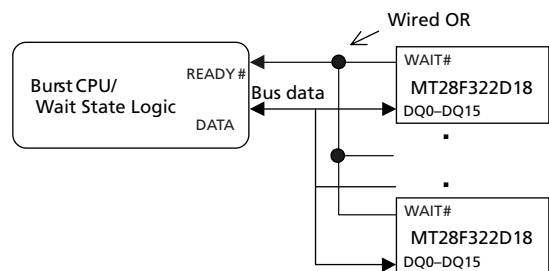 Wired OR
READY#
Burst CPU/
Wait State Logic
DATA
Bus data
WAIT#
MT28F322D18
DQ0–DQ15
WAIT#
MT28F322D18
DQ0–DQ15